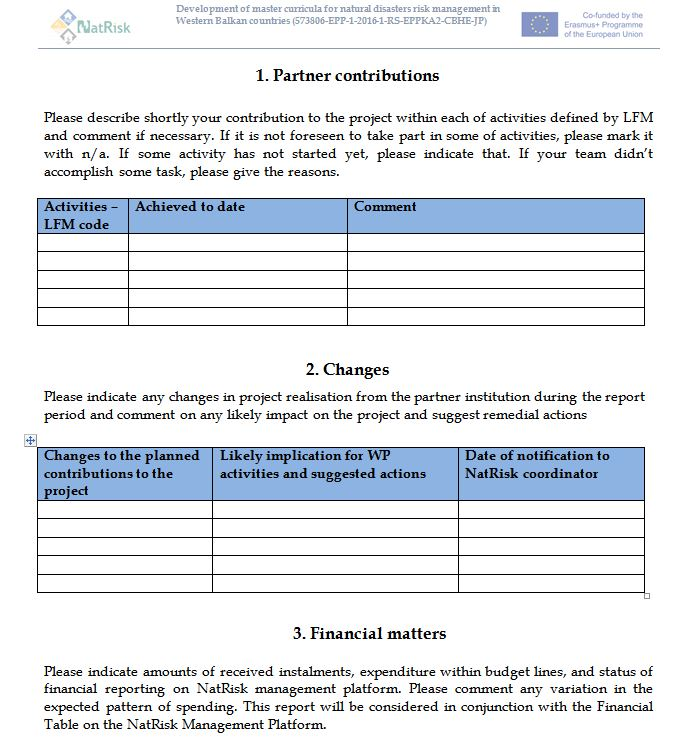 NatRisk
Development of master curricula for natural disasters risk management in
Western Balkan countries (573806-EPP-1-2016-1-RS-EPPKA2-CBHE-JP)
Co-funded by the
Erasmus+ Programme
of the European Union
1. Partner contributions
Please describe shortly your contribution to the project within each of activities defined by LFM
and comment if necessary. If it is not foreseen to take part in some of activities, please mark it
with n/a. If some activity has not started yet, please indicate that. If your team didn't
accomplish some task, please give the reasons.
Activities – Achieved to date Comment
LFM code
2. Changes
Please indicate any changes in project realisation from the partner institution during the report
period and comment on any likely impact on the project and suggest remedial actions
Changes to the planned Likely implication for WP Date of notification to
contributions to the activities and suggested actions NatRisk coordinator
project
3. Financial matters
Please indicate amounts of received instalments, expenditure within budget lines, and status of
financial reporting on NatRisk management platform. Please comment any variation in the
expected pattern of spending. This report will be considered in conjunction with the Financial
Table on the NatRisk Management Platform.